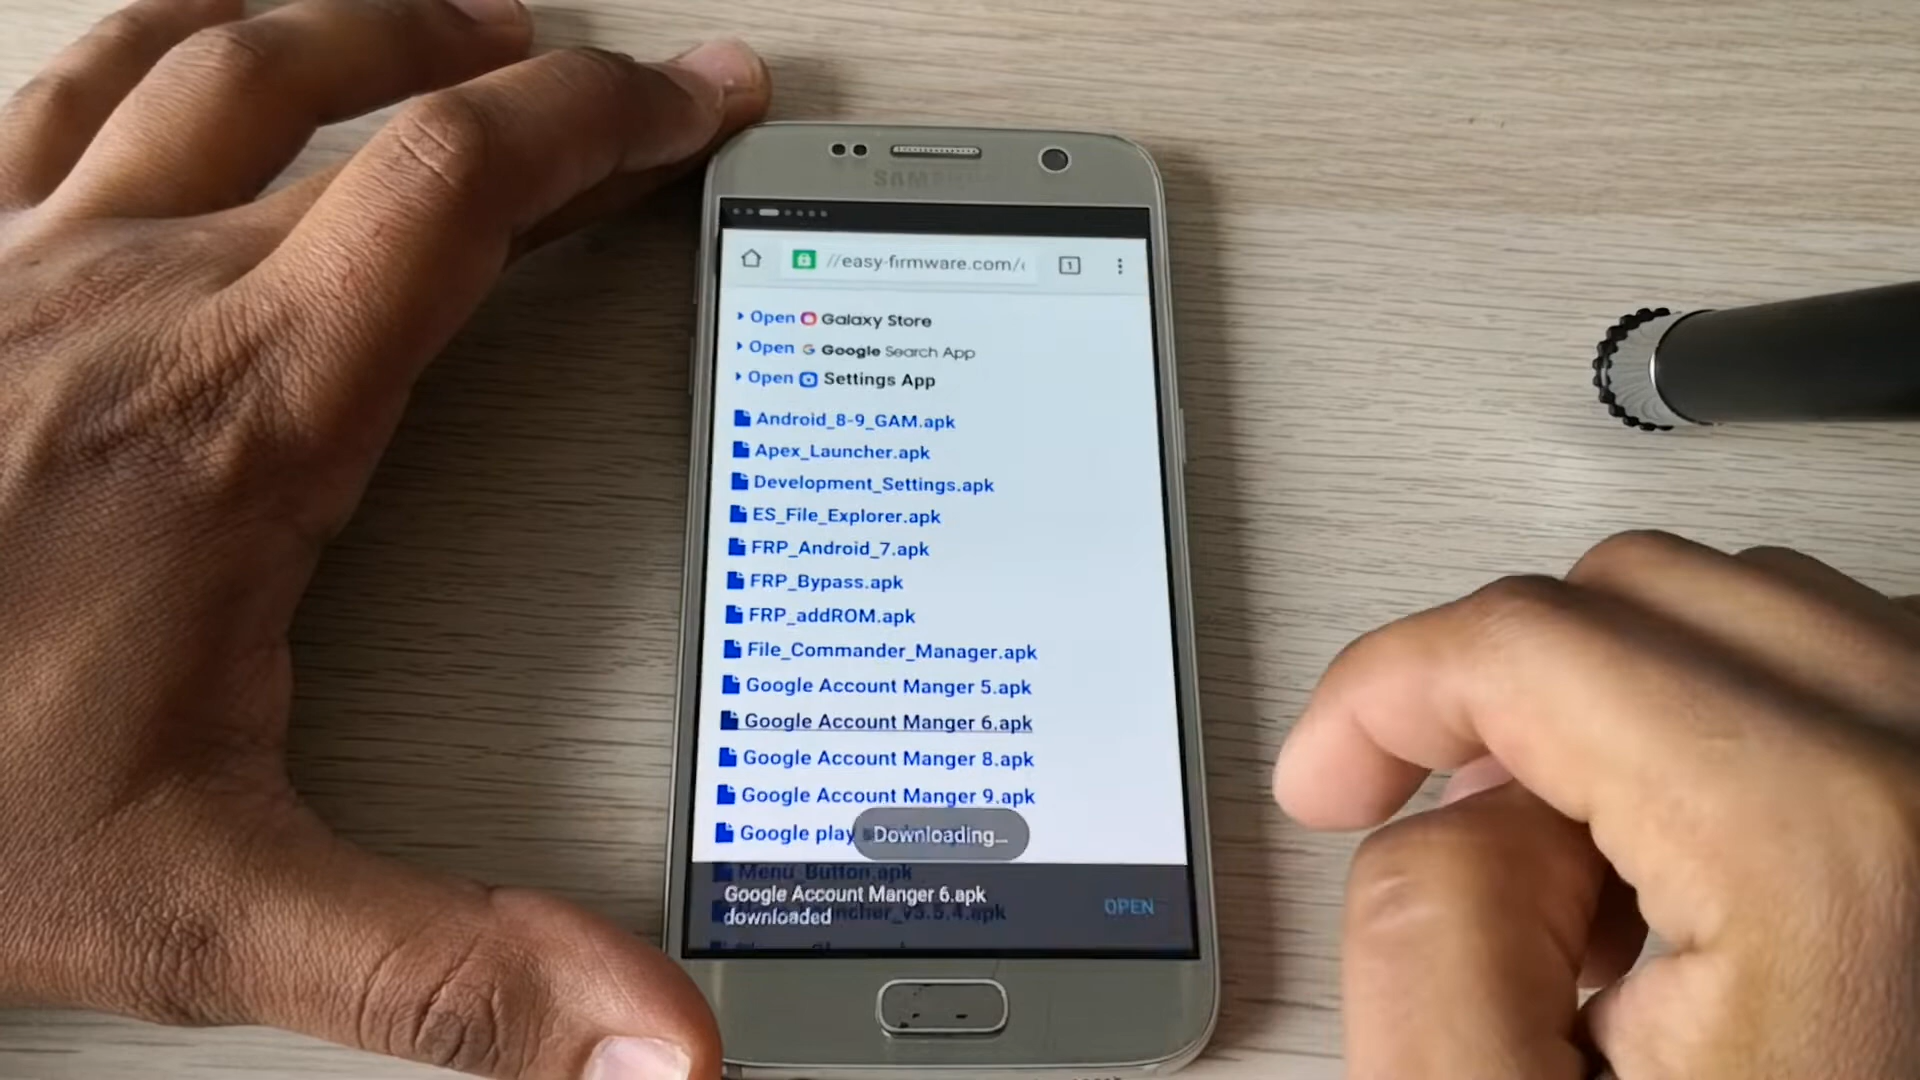 SAMSUNG
//easy-firmware.com/
1
Open Galaxy Store
Open Google Search App
Open Settings App
Android_8-9_GAM.apk
Apex_Launcher.apk
Development_Settings.apk
ES_File_Explorer.apk
FRP_Android_7.apk
FRP_Bypass.apk
FRP_addROM.apk
File_Commander_Manager.apk
Google Account Manger 5.apk
Google Account Manger 6.apk
Google Account Manger 8.apk
Google Account Manger 9.apk
Google play
Downloading...
Menu_Button.apk
Google Account Manger 6.apk
downloaded
OPEN